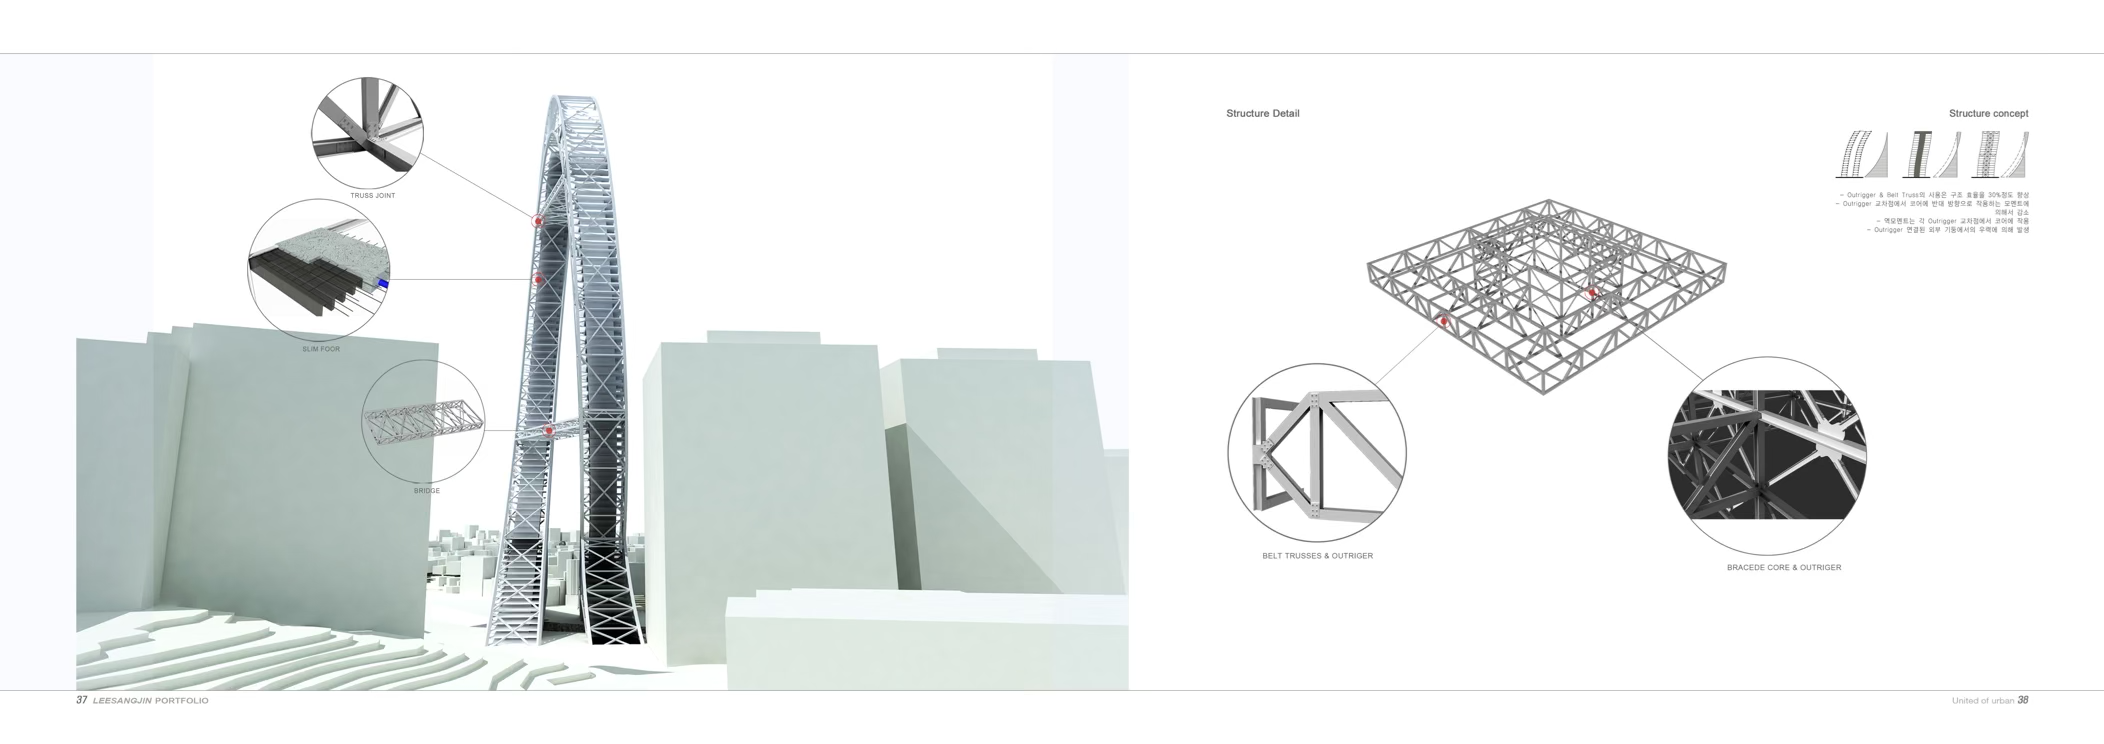 TRUSS JOINT
SLIM FOOR
BRIDGE
37 LEESANGJIN PORTFOLIO
Structure Detail
Structure concept
– Outrigger & Belt Truss의 사용은 구조 효율을 30%정도 향상
– Outrigger 교차점에서 코어에 반대 방향으로 작용하는 모멘트에
의해서 감소
– 역모멘트는 각 Outrigger 교차점에서 코어에 작용
– Outrigger 연결된 외부 기둥에서의 우력에 의해 발생
BELT TRUSSES & OUTRIGER
BRACEDE CORE & OUTRIGER
United of urban 38